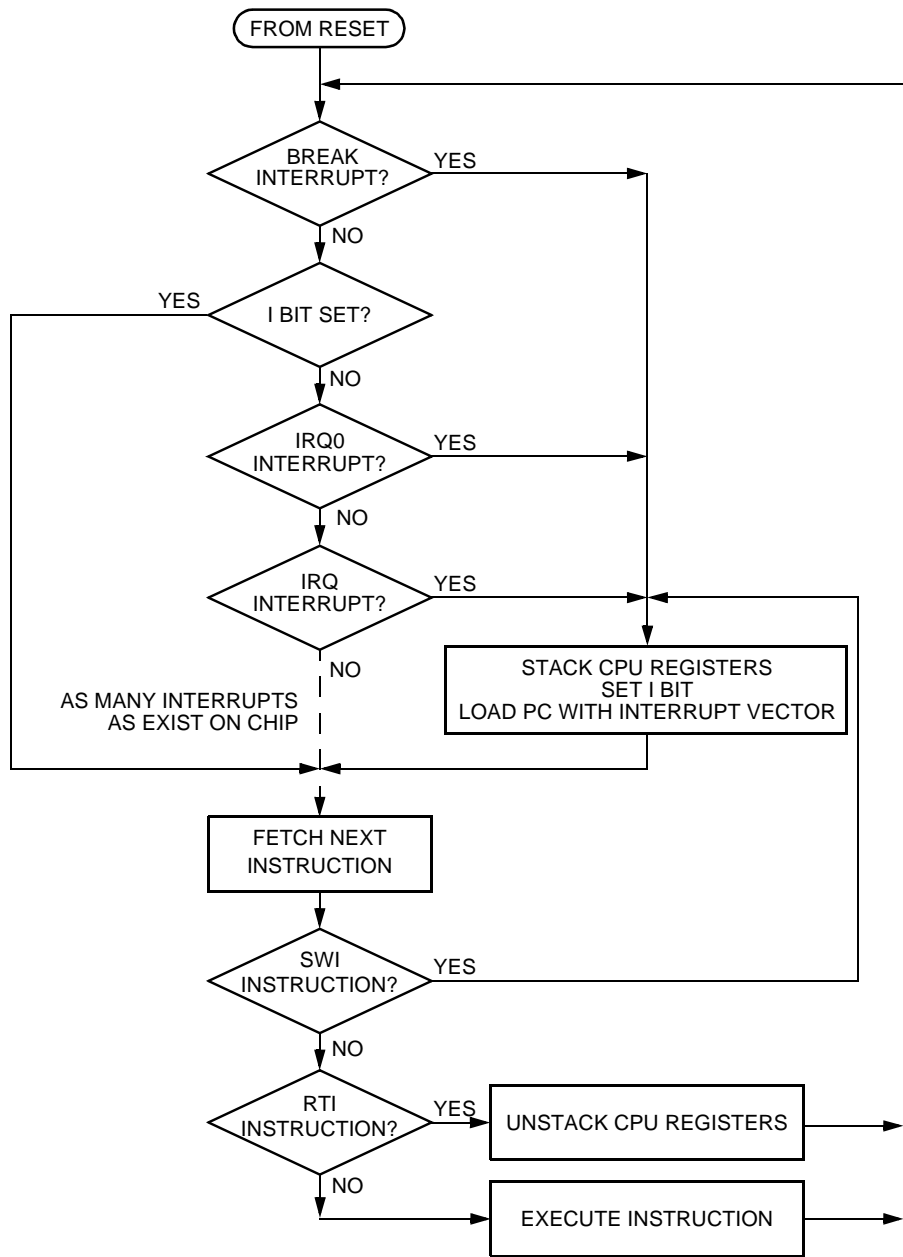 FROM RESET
BREAK
INTERRUPT?
YES
NO
YES
I BIT SET?
NO
IRQ0
INTERRUPT?
YES
NO
IRQ
INTERRUPT?
YES
NO
STACK CPU REGISTERS
SET I BIT
LOAD PC WITH INTERRUPT VECTOR
AS MANY INTERRUPTS
AS EXIST ON CHIP
FETCH NEXT
INSTRUCTION
SWI
INSTRUCTION?
YES
NO
RTI
INSTRUCTION?
YES
UNSTACK CPU REGISTERS
NO
EXECUTE INSTRUCTION